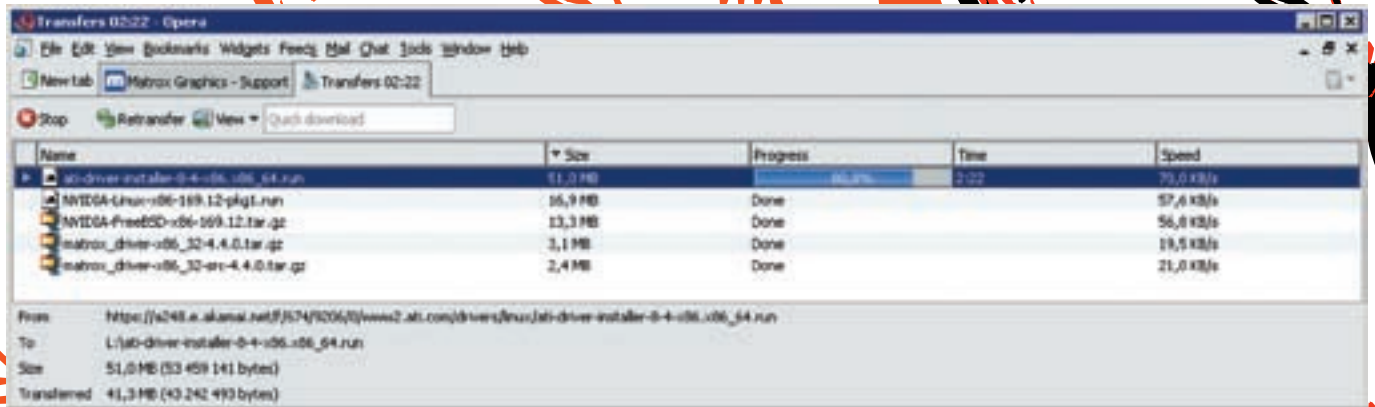 Transfers 02:22 - Opera
File Edit View Bookmarks Widgets Feeds Mail Chat Tools Window Help
New tab Matrox Graphics - Support Transfers 02:22
Stop Retransfer View Quick download
Name Size Progress Time Speed
ati-driver-installer-8-4-x86.x86_64.run 51,0 MB 2:22
NVIDIA-Linux-x86-169.12-pkg1.run 16,9 MB Done 57,6 KB/s
NVIDIA-FreeBSD-x86-169.12.tar.gz 13,3 MB Done 56,8 KB/s
matrox_driver-x86_32-4.4.0.tar.gz 3,1 MB Done 19,5 KB/s
matrox_driver-x86_32-src-4.4.0.tar.gz 2,4 MB Done 21,0 KB/s
From https://a248.e.akamai.net/f/674/9206/0/www2.ati.com/drivers/linux/ati-driver-installer-8-4-x86.x86_64.run
To L:\ati-driver-installer-8-4-x86.x86_64.run
Size 51,0 MB (53 459 141 bytes)
Transferred 41,3 MB (43 242 493 bytes)